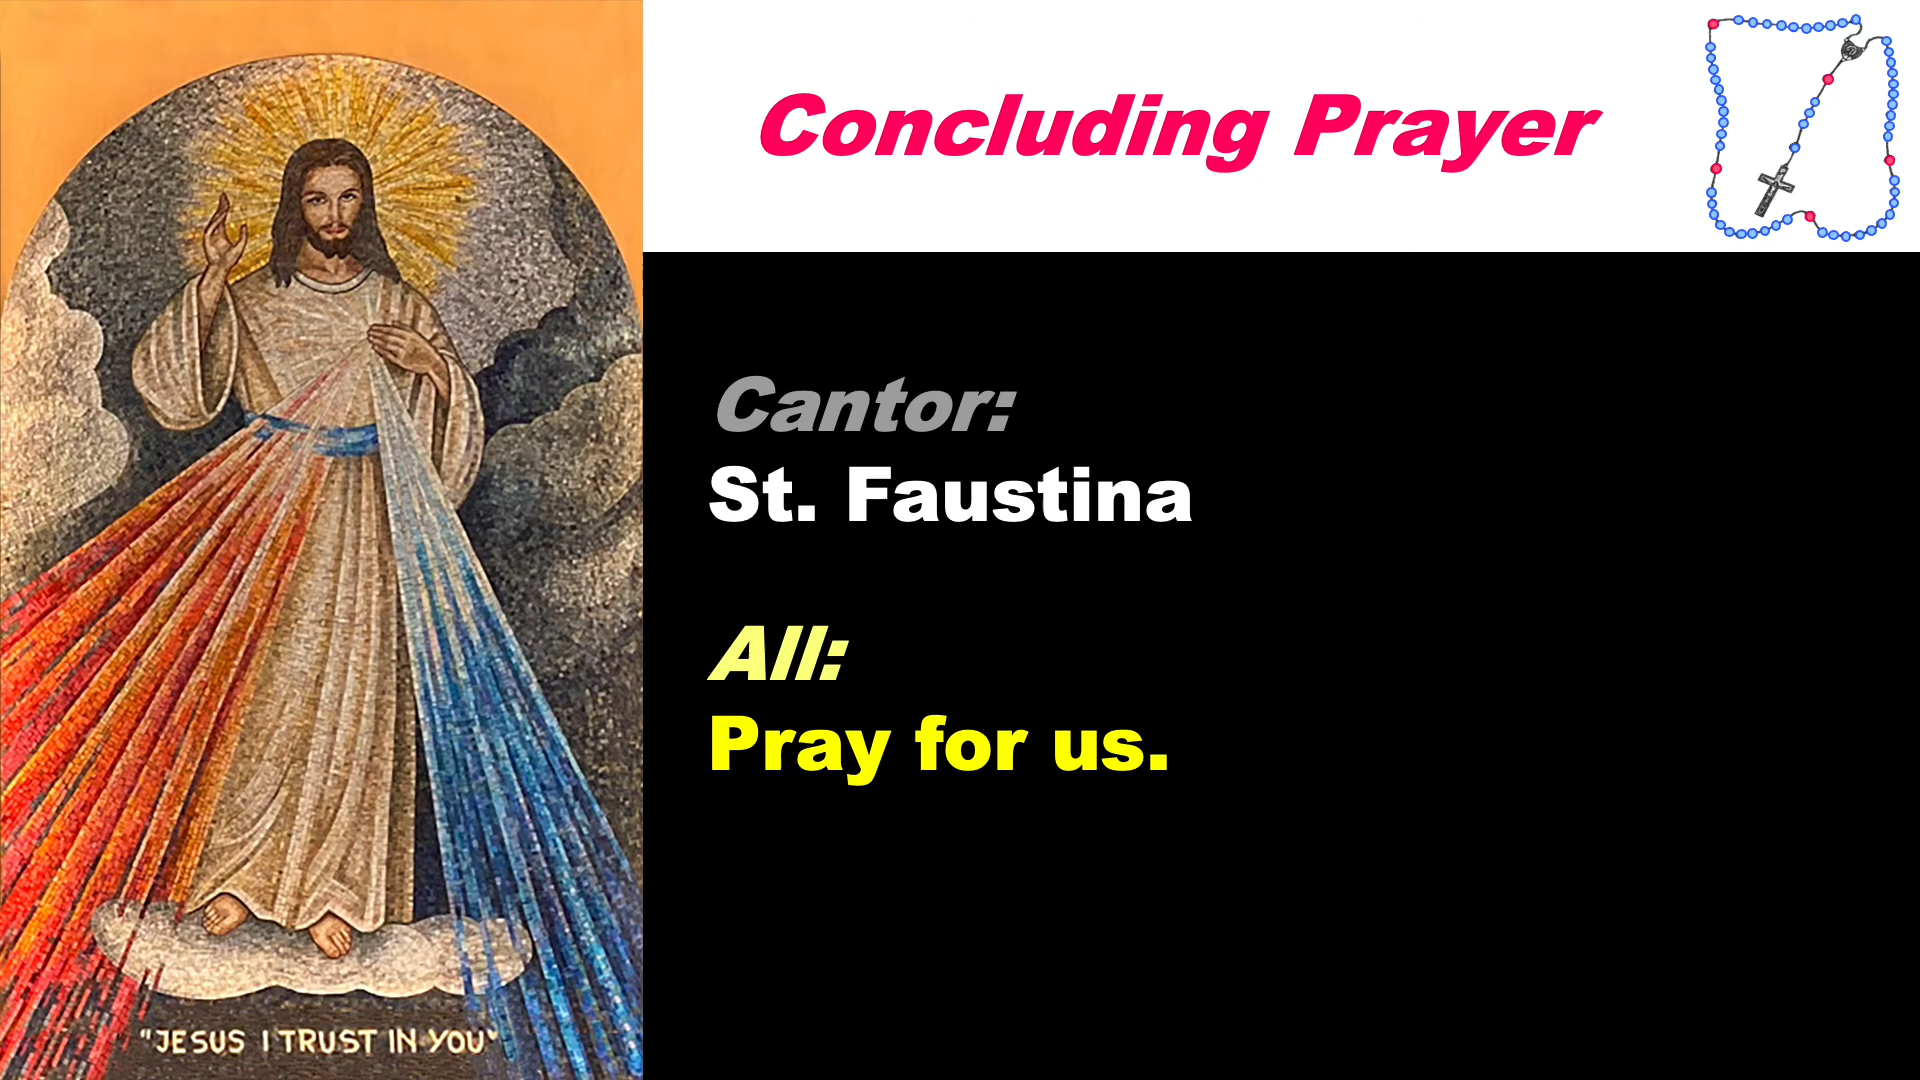 Concluding Prayer
Cantor:
St. Faustina
All:
Pray for us.
"JESUS I TRUST IN YOU"